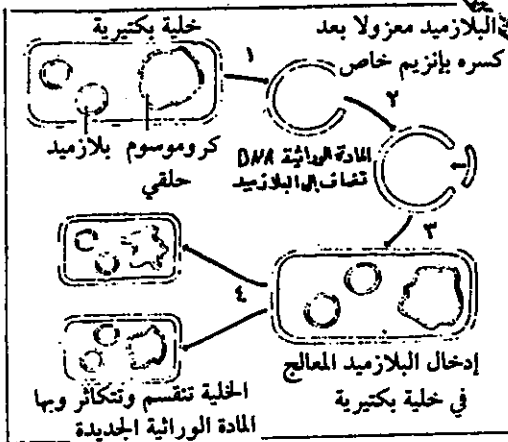 خلية بكتيرية
البلازميد معزولا بعد
كسره بإنزيم خاص
١
٢
كروموسوم بلازميد
حلقي
المادة الوراثية DNA
تضاف إلى البلازميد
٣
٤
إدخال البلازميد المعالج
في خلية بكتيرية
الخلية تنقسم وتتكاثر وبها
المادة الوراثية الجديدة